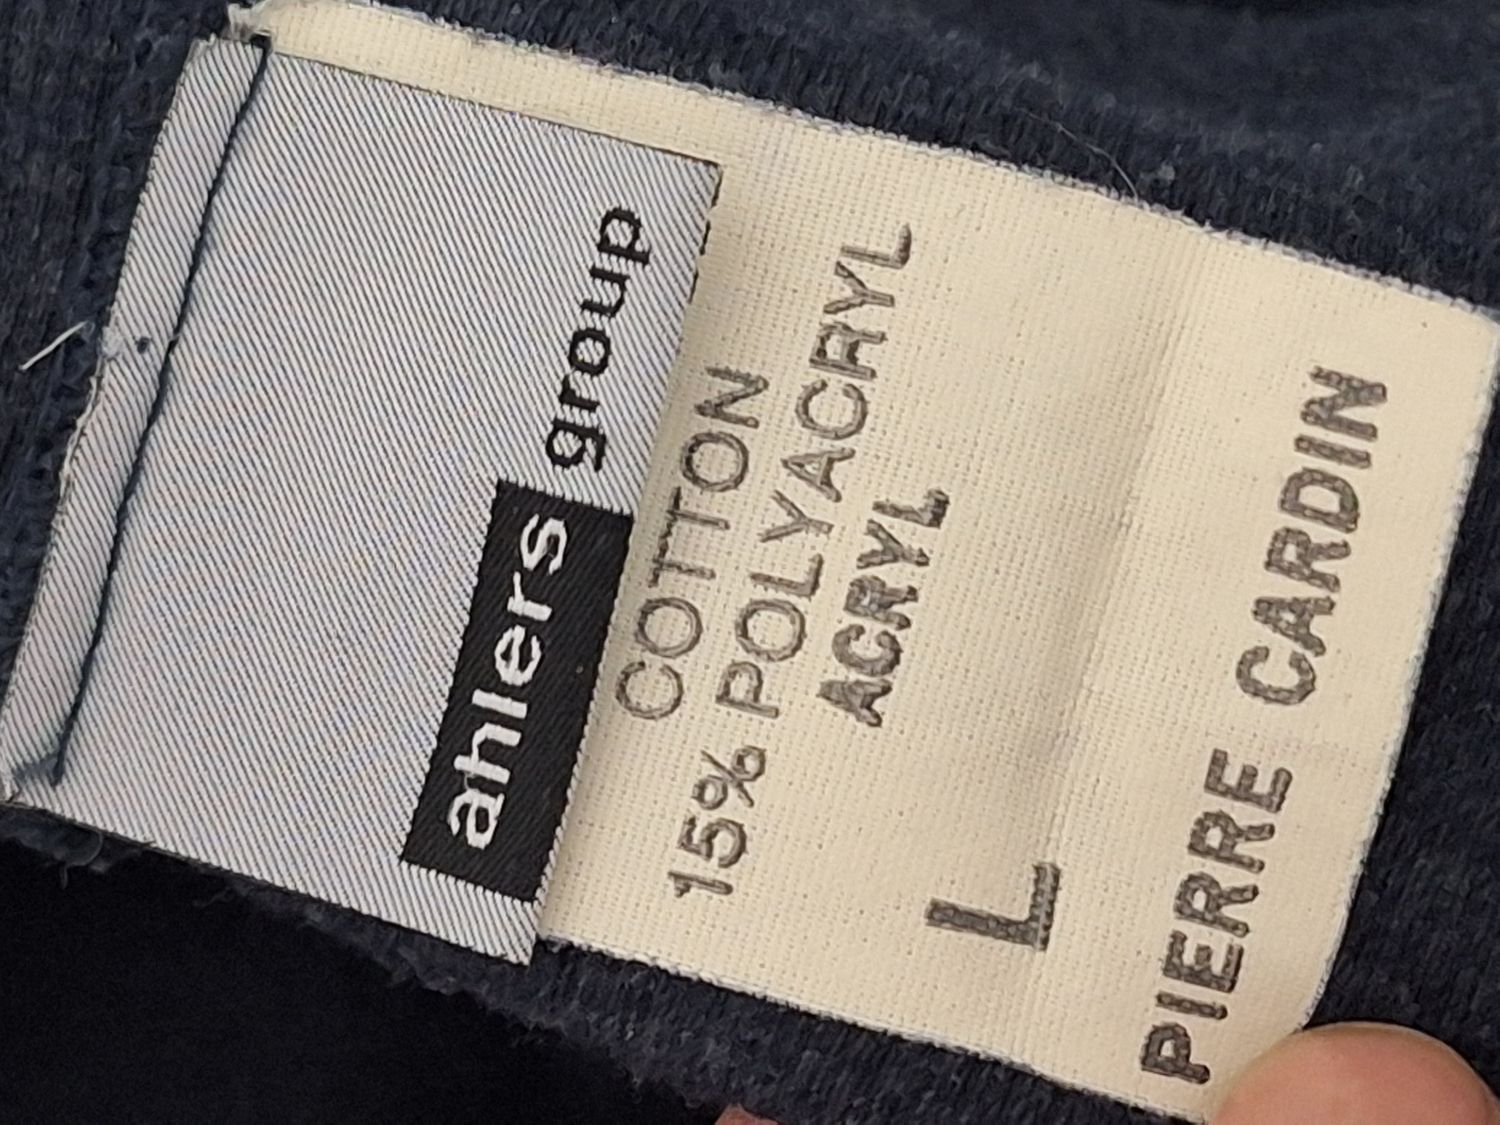 ahlers group
COTTON
15% POLYACRYL
ACRYL
L
PIERRE CARDIN